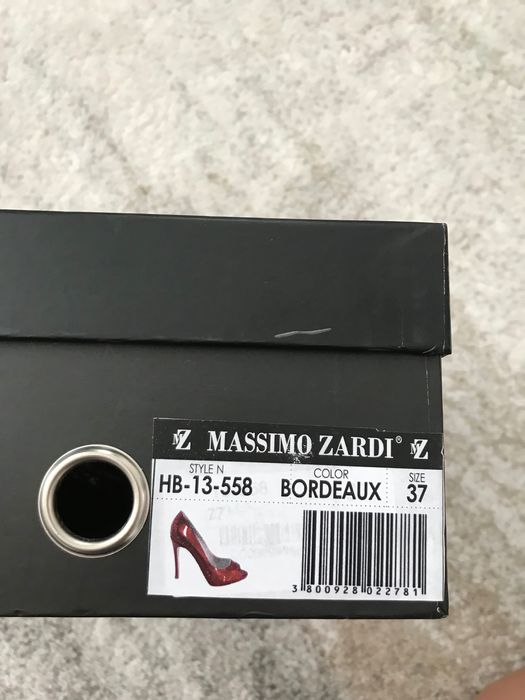 MZ MASSIMO ZARDI® MZ
STYLE N COLOR SIZE
HB-13-558 BORDEAUX 37
3 800928 022781